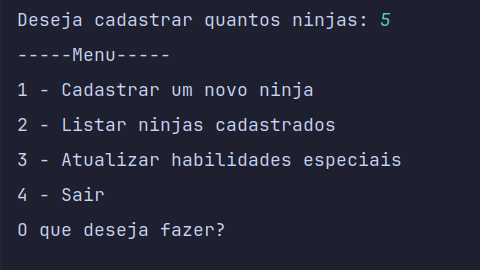 Deseja cadastrar quantos ninjas: 5
-----Menu-----
1 - Cadastrar um novo ninja
2 - Listar ninjas cadastrados
3 - Atualizar habilidades especiais
4 - Sair
O que deseja fazer?